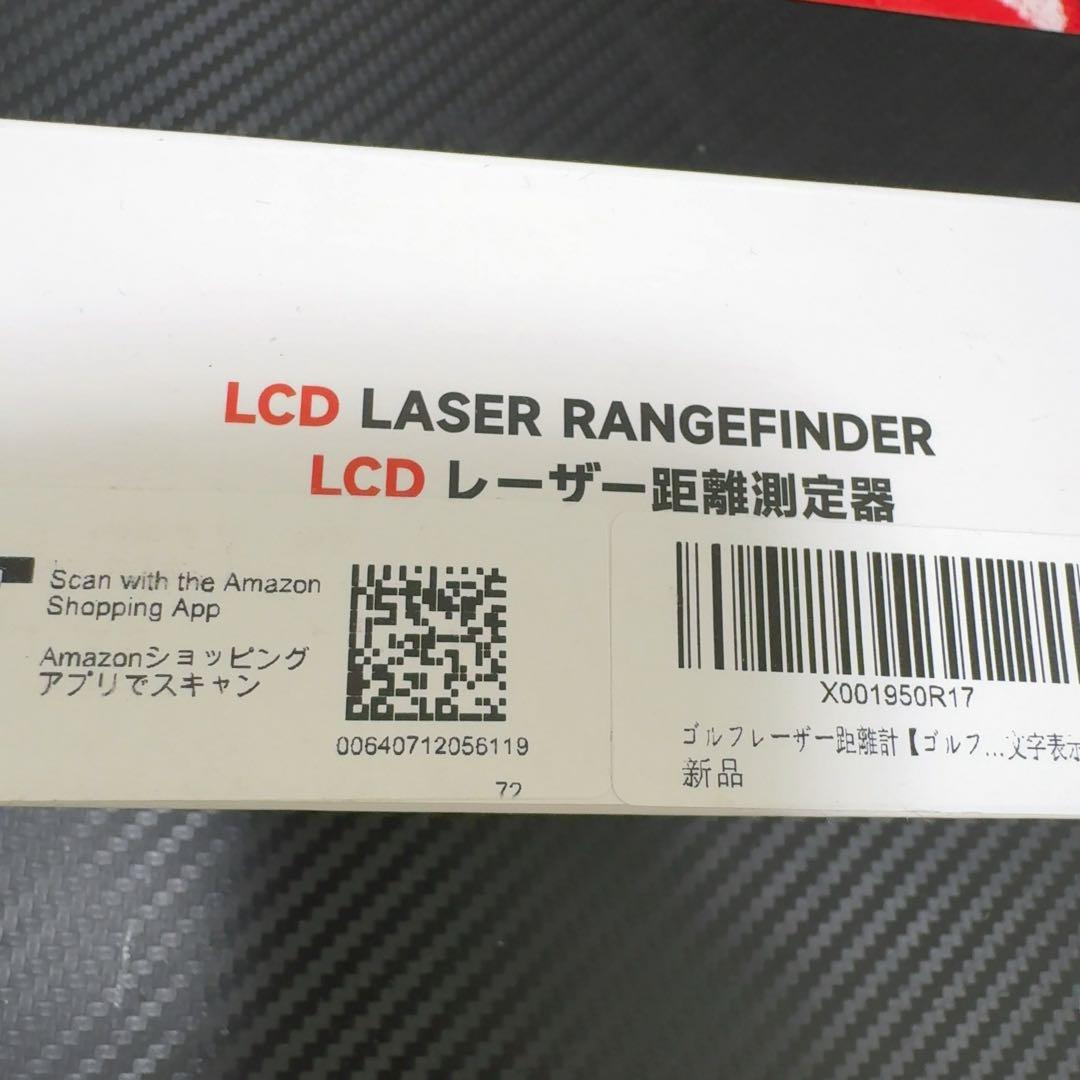 LCD LASER RANGEFINDER
LCD レーザー距離測定器
Scan with the Amazon
Shopping App
Amazonショッピング
アプリでスキャン
00640712056119
72
X001950R17
ゴルフレーザー距離計【ゴルフ...文字表示
新品